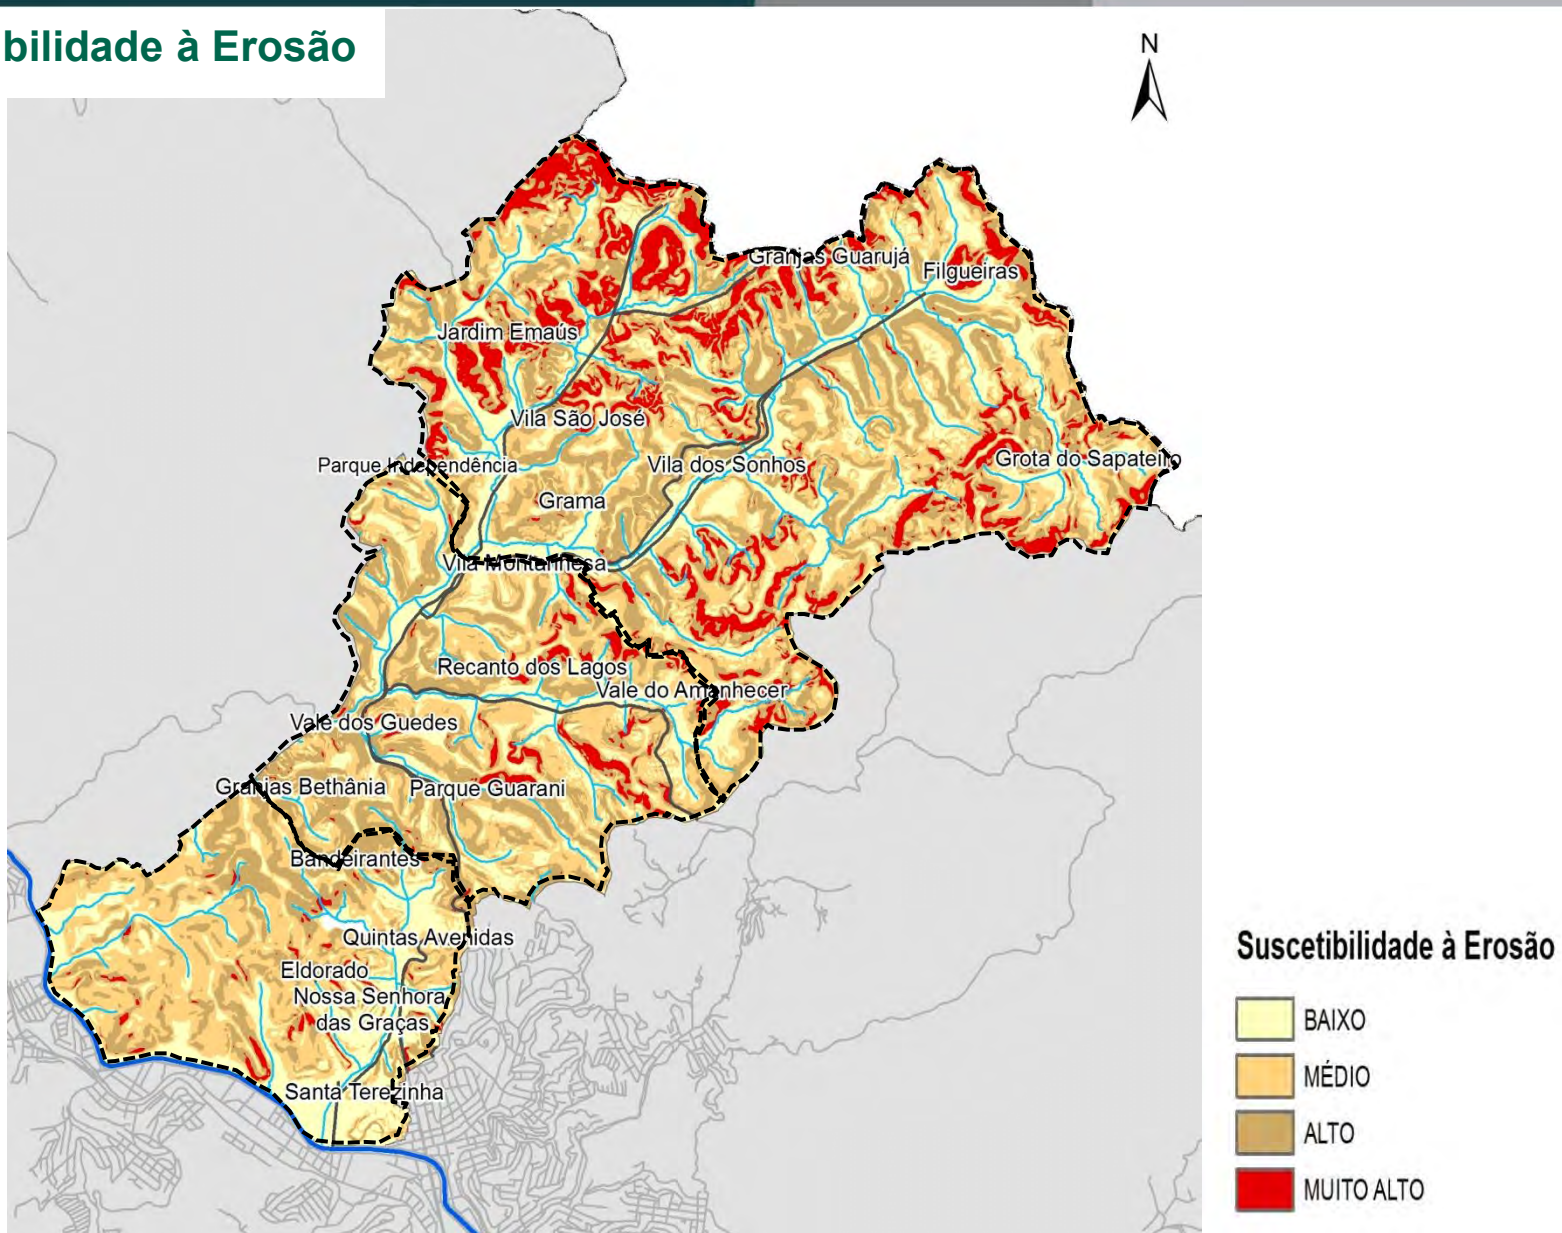 bilidade à Erosão
N
Granjas Guarujá
Filgueiras
Jardim Emaús
Vila São José
Parque Independência
Vila dos Sonhos
Grota do Sapateiro
Grama
Vila Montanhesa
Recanto dos Lagos
Vale do Amanhecer
Vale dos Guedes
Granjas Bethânia
Parque Guarani
Bandeirantes
Quintas Avenidas
Eldorado
Nossa Senhora
das Graças
Santa Terezinha
Suscetibilidade à Erosão
BAIXO
MÉDIO
ALTO
MUITO ALTO